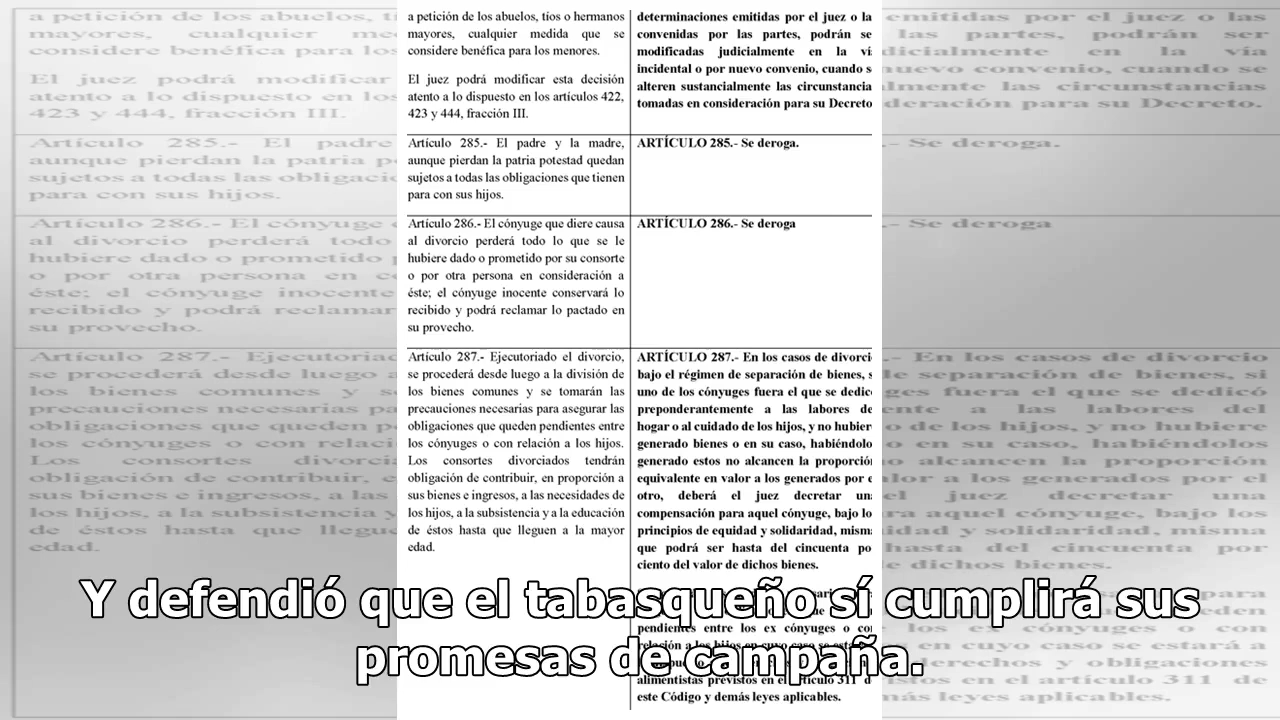 a petición de los abuelos, tíos o hermanos
mayores, cualquier medida que se
considere benéfica para los menores.
El juez podrá modificar esta decisión
atento a lo dispuesto en los artículos 422,
423 y 444, fracción III.
determinaciones emitidas por el juez o la
convenidas por las partes, podrán se
modificadas judicialmente en la ví
incidental o por nuevo convenio, cuando s
alteren sustancialmente las circunstancia
tomadas en consideración para su Decreto
Artículo 285.- El padre y la madre,
aunque pierdan la patria potestad quedan
sujetos a todas las obligaciones que tienen
para con sus hijos.
ARTÍCULO 285.- Se deroga.
Artículo 286.- El cónyuge que diere causa
al divorcio perderá todo lo que se le
hubiere dado o prometido por su consorte
o por otra persona en consideración a
éste; el cónyuge inocente conservará lo
recibido y podrá reclamar lo pactado en
su provecho.
ARTÍCULO 286.- Se deroga
Artículo 287.- Ejecutoriado el divorcio,
se procederá desde luego a la división de
los bienes comunes y se tomarán las
precauciones necesarias para asegurar las
obligaciones que queden pendientes entre
los cónyuges o con relación a los hijos.
Los consortes divorciados tendrán
obligación de contribuir, en proporción a
sus bienes e ingresos, a las necesidades de
los hijos, a la subsistencia y a la educación
de éstos hasta que lleguen a la mayor
edad.
ARTÍCULO 287.- En los casos de divorci
bajo el régimen de separación de bienes, s
uno de los cónyuges fuera el que se dedic
preponderantemente a las labores de
hogar o al cuidado de los hijos, y no hubier
generado bienes o en su caso, habiéndolo
generado estos no alcancen la proporció
equivalente en valor a los generados por e
otro, deberá el juez decretar un
compensación para aquel cónyuge, bajo lo
principios de equidad y solidaridad, mism
que podrá ser hasta del cincuenta po
ciento del valor de dichos bienes.
pendientes entre los ex cónyuges o co
relación a los hijos en cuyo caso se
alimentistas previstos en el artículo 311 d
este Código y demás leyes aplicables.
Y defendió que el tabasqueño sí cumplirá sus
promesas de campaña.